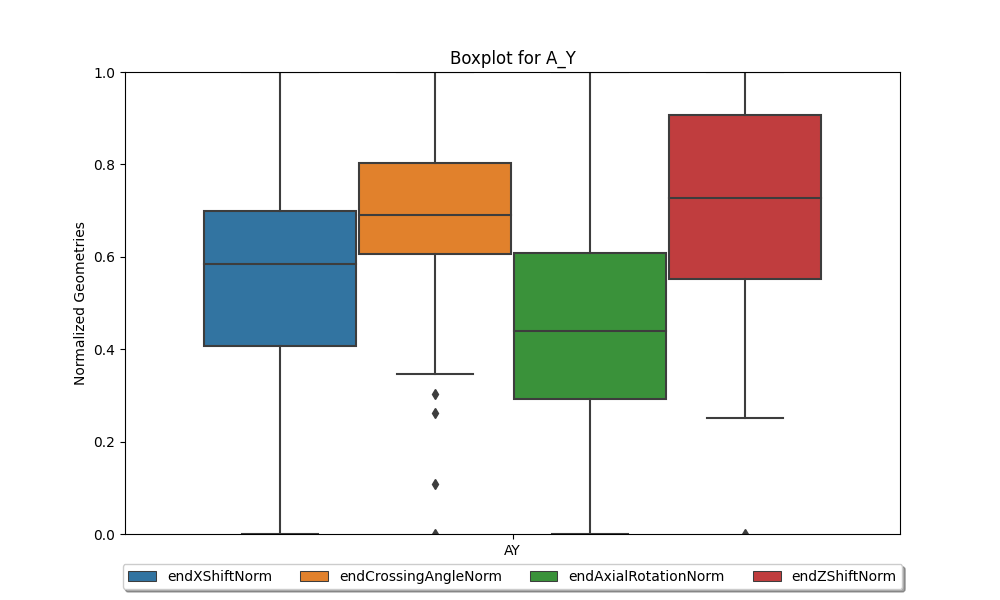 Boxplot for A_Y
1.0
0.8
0.6
0.4
0.2
0.0
Normalized Geometries
AY
endXShiftNorm endCrossingAngleNorm endAxialRotationNorm endZShiftNorm